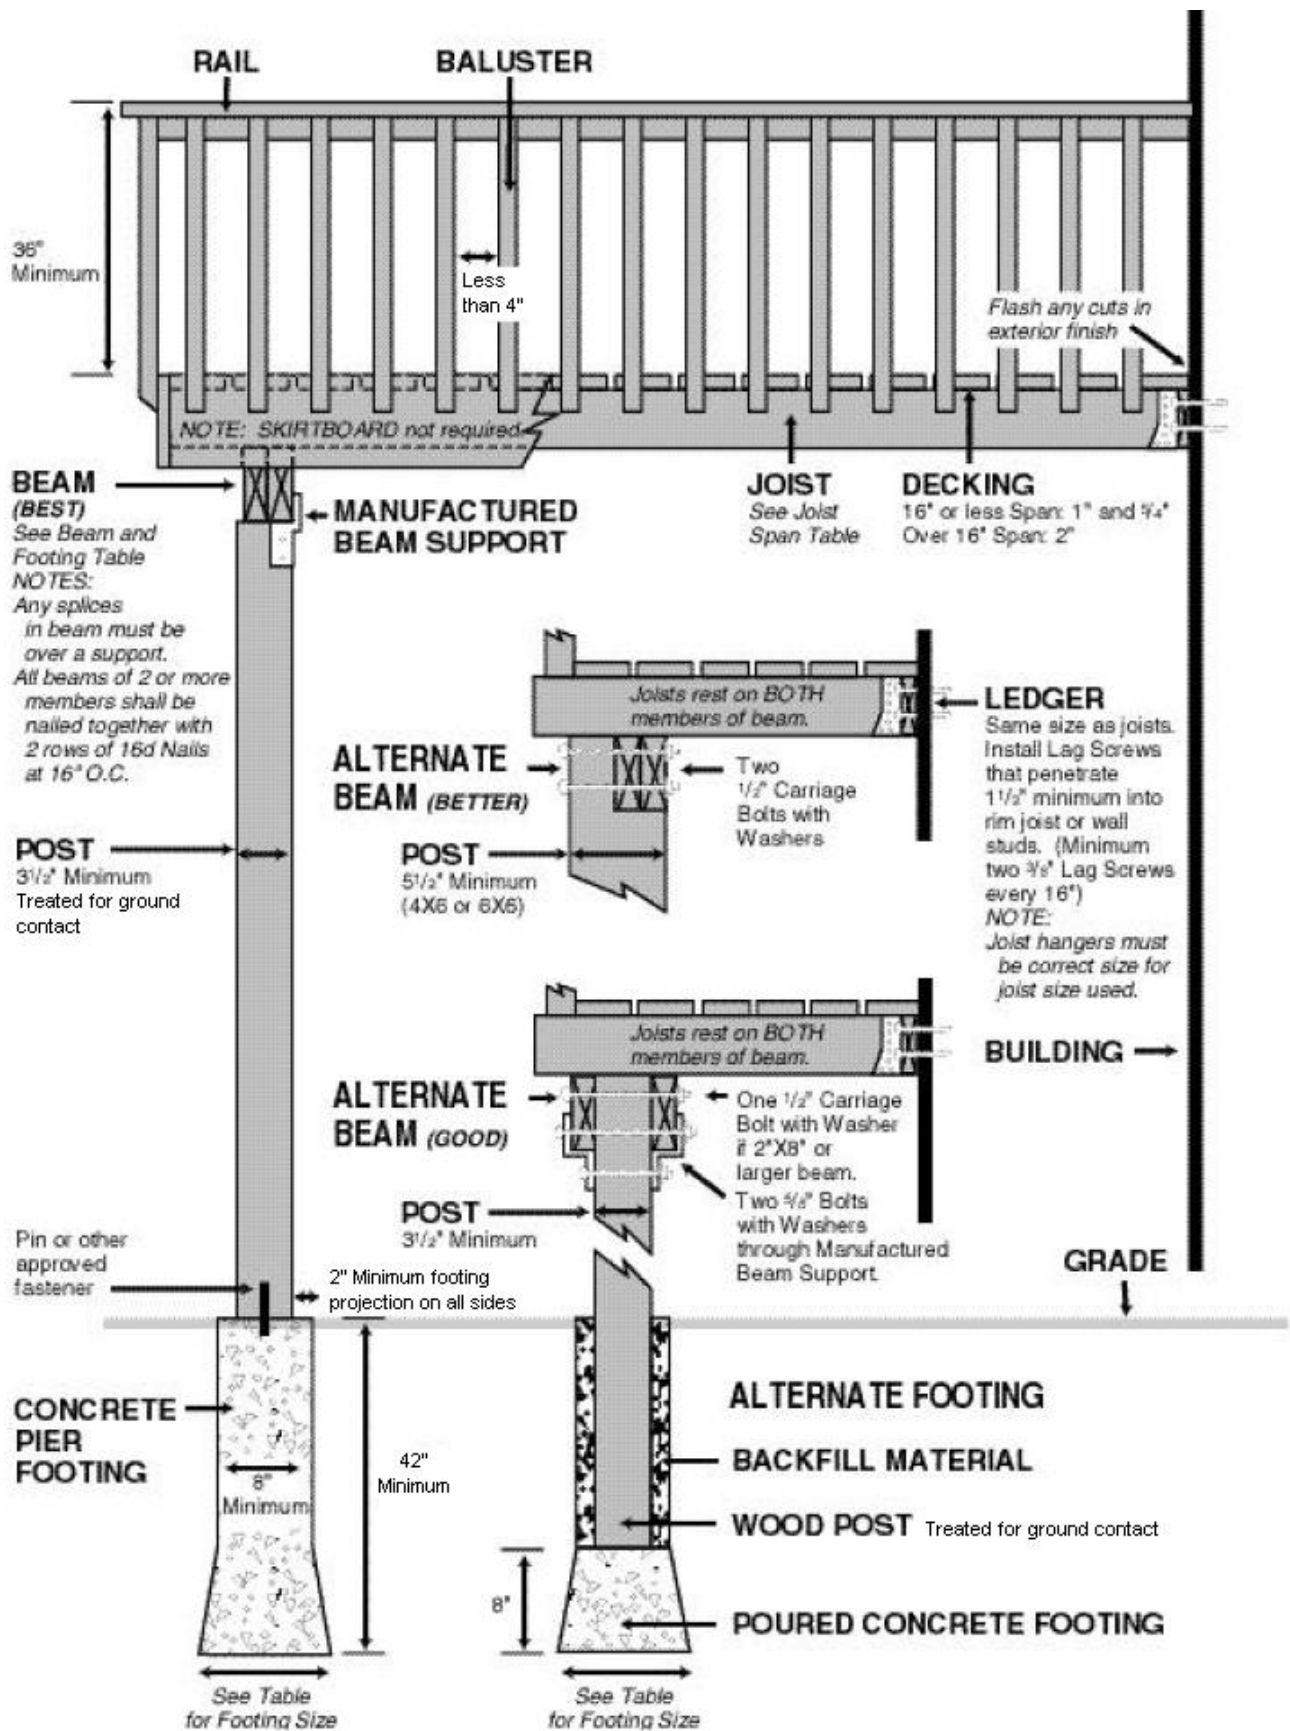 RAIL
BALUSTER
36"
Minimum
Less
than 4"
Flash any cuts in
exterior finish
NOTE: SKIRTBOARD not required
BEAM
(BEST)
See Beam and
Footing Table
NOTES:
Any splices
in beam must be
over a support.
All beams of 2 or more
members shall be
nailed together with
2 rows of 16d Nails
at 16" O.C.
MANUFACTURED
BEAM SUPPORT
JOIST
See Joist
Span Table
DECKING
16" or less Span: 1" and 5/4"
Over 16" Span: 2"
Joists rest on BOTH
members of beam.
ALTERNATE
BEAM (BETTER)
Two
1/2" Carriage
Bolts with
Washers
LEDGER
Same size as joists.
Install Lag Screws
that penetrate
1 1/2" minimum into
rim joist or wall
studs. (Minimum
two 3/8" Lag Screws
every 16")
NOTE:
Joist hangers must
be correct size for
joist size used.
POST
3 1/2" Minimum
Treated for ground
contact
POST
5 1/2" Minimum
(4X6 or 6X6)
Joists rest on BOTH
members of beam.
BUILDING
ALTERNATE
BEAM (GOOD)
One 1/2" Carriage
Bolt with Washer
if 2"X8" or
larger beam.
Two 5/8" Bolts
with Washers
through Manufactured
Beam Support.
POST
3 1/2" Minimum
Pin or other
approved
fastener
2" Minimum footing
projection on all sides
GRADE
CONCRETE
PIER
FOOTING
8"
Minimum
42"
Minimum
ALTERNATE FOOTING
BACKFILL MATERIAL
WOOD POST Treated for ground contact
8"
POURED CONCRETE FOOTING
See Table
for Footing Size
See Table
for Footing Size